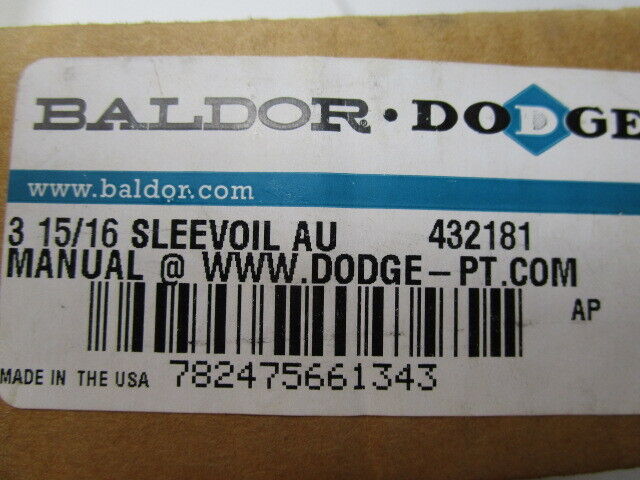 BALDOR • DODGE
www.baldor.com
3 15/16 SLEEVOIL AU 432181
MANUAL @ WWW.DODGE-PT.COM
AP
MADE IN THE USA 782475661343